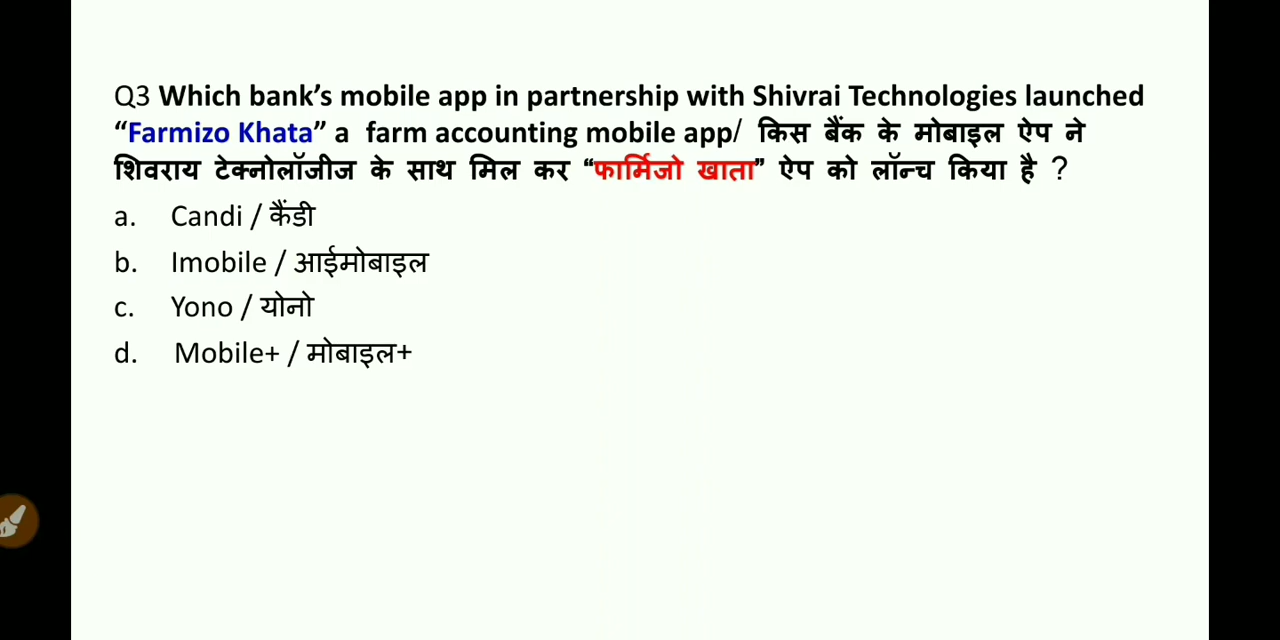 Q3 Which bank’s mobile app in partnership with Shivrai Technologies launched
“Farmizo Khata” a farm accounting mobile app/ किस बैंक के मोबाइल ऐप ने
शिवराय टेक्नोलॉजीज के साथ मिल कर “फार्मिजो खाता” ऐप को लॉन्च किया है ?
a. Candi / कैंडी
b. Imobile / आईमोबाइल
c. Yono / योनो
d. Mobile+ / मोबाइल+